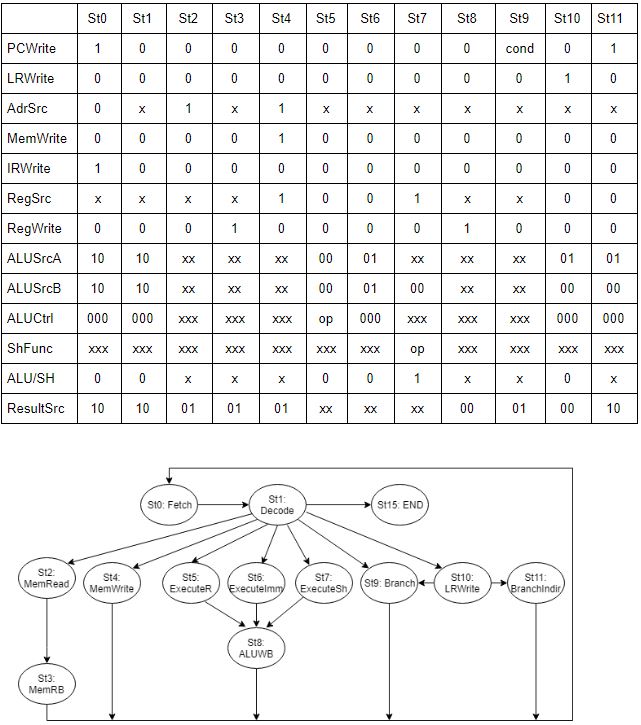 St0 St1 St2 St3 St4 St5 St6 St7 St8 St9 St10 St11
PCWrite 1 0 0 0 0 0 0 0 0 cond 0 1
LRWrite 0 0 0 0 0 0 0 0 0 0 1 0
AdrSrc 0 x 1 x 1 x x x x x x x
MemWrite 0 0 0 0 1 0 0 0 0 0 0 0
IRWrite 1 0 0 0 0 0 0 0 0 0 0 0
RegSrc x x x x 1 0 0 1 x x 0 0
RegWrite 0 0 0 1 0 0 0 0 1 0 0 0
ALUSrcA 10 10 xx xx xx 00 01 xx xx xx 01 01
ALUSrcB 10 10 xx xx xx 00 01 00 xx xx 00 00
ALUCtrl 000 000 xxx xxx xxx op 000 xxx xxx xxx 000 000
ShFunc xxx xxx xxx xxx xxx xxx xxx op xxx xxx xxx xxx
ALU/SH 0 0 x x x 0 0 1 x x 0 x
ResultSrc 10 10 01 01 01 xx xx xx 00 01 00 10
St0: Fetch
St1:
Decode
St15: END
St2:
MemRead
St4:
MemWrite
St5:
ExecuteR
St6:
ExecuteImm
St7:
ExecuteSh
St9: Branch
St10:
LRWrite
St11:
BranchIndir
St8:
ALUWB
St3:
MemRB